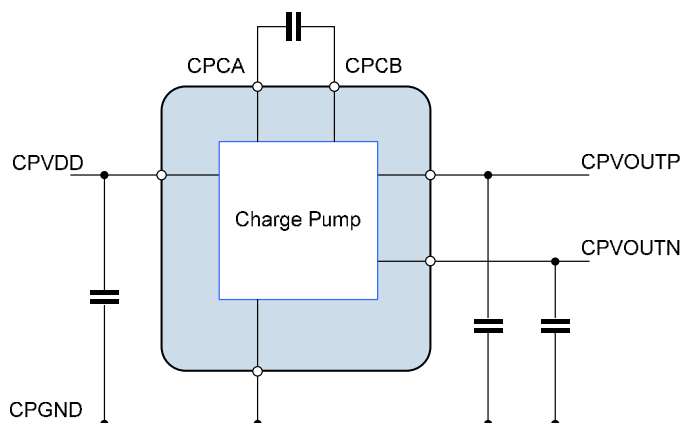 CPCA
CPCB
CPVDD
CPVOUTP
Charge Pump
CPVOUTN
CPGND